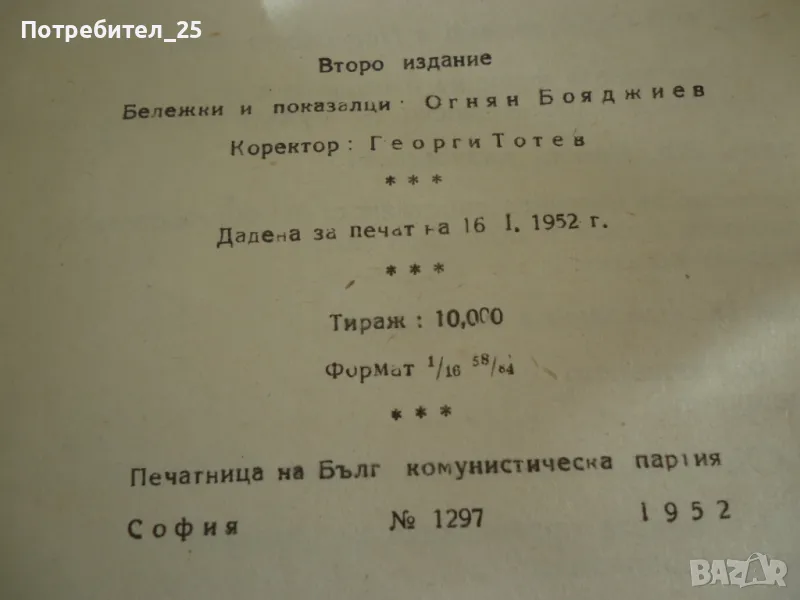 Потребител_25
Второ издание
Бележки и показалци: Огнян Бояджиев
Коректор: Георги Тотев
* * *
Дадена за печат на 16 I. 1952 г.
* * *
Тираж: 10,000
Формат 1/16 58/84
* * *
Печатница на Бълг комунистическа партия
София № 1297 1952
BAZAR